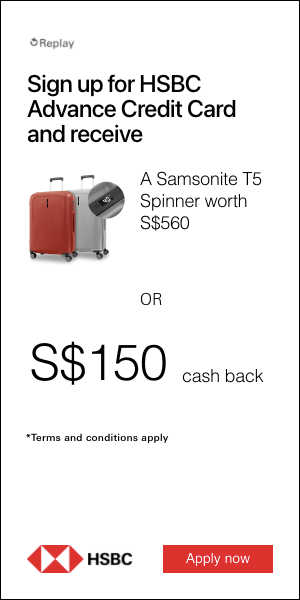 Replay
Sign up for HSBC
Advance Credit Card
and receive
A Samsonite T5
Spinner worth
S$560
OR
S$150 cash back
*Terms and conditions apply
HSBC
Apply now